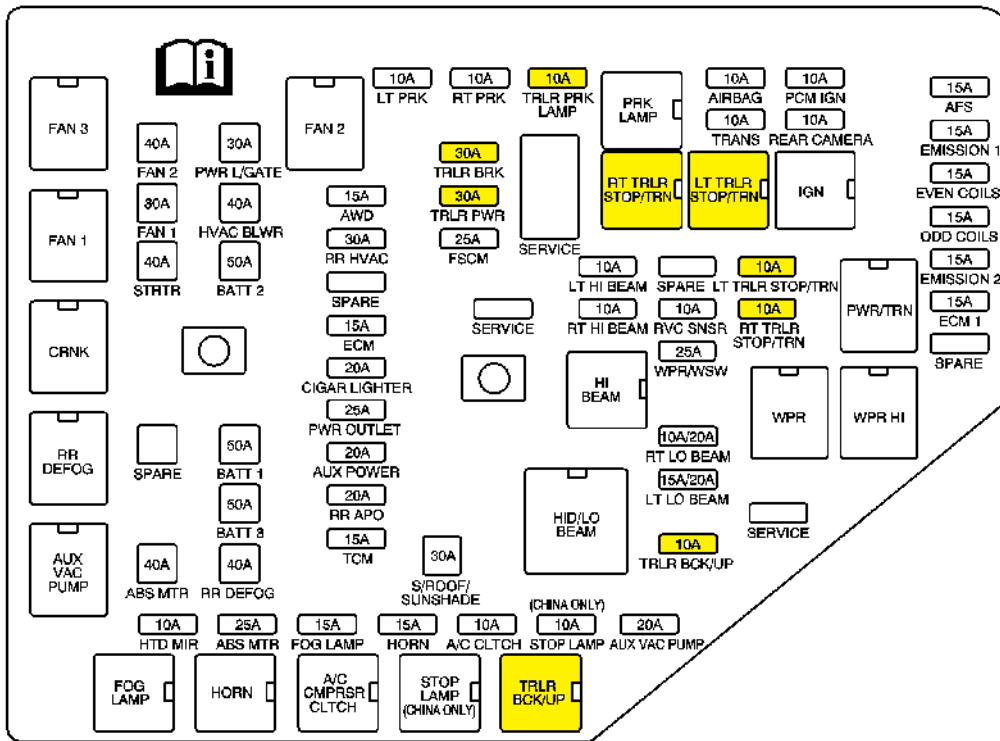 i
FAN 3
FAN 2
10A
LT PRK
10A
RT PRK
10A
TRLR PRK
LAMP
PRK
LAMP
10A
AIRBAG
10A
PCM IGN
15A
AFS
40A
FAN 2
30A
PWR L/GATE
10A
TRANS
10A
REAR CAMERA
15A
EMISSION 1
30A
TRLR BRK
RT TRLR
STOP/TRN
LT TRLR
STOP/TRN
IGN
15A
EVEN COILS
FAN 1
80A
FAN 1
40A
HVAC BLWR
15A
AWD
30A
TRLR PWR
SERVICE
15A
ODD COILS
40A
STRTR
50A
BATT 2
30A
RR HVAC
25A
FSCM
10A
LT HI BEAM
SPARE
10A
LT TRLR STOP/TRN
PWR/TRN
15A
EMISSION 2
SPARE
SERVICE
10A
RT HI BEAM
10A
RVC SNSR
10A
RT TRLR
STOP/TRN
15A
ECM 1
CRNK
15A
ECM
25A
WPR/WSW
SPARE
20A
CIGAR LIGHTER
HI
BEAM
WPR
WPR HI
RR
DEFOG
SPARE
50A
BATT 1
25A
PWR OUTLET
10A/20A
RT LO BEAM
20A
AUX POWER
15A/20A
LT LO BEAM
50A
BATT 3
20A
RR APO
HID/LO
BEAM
SERVICE
AUX
VAC
PUMP
40A
ABS MTR
40A
RR DEFOG
15A
TCM
30A
S/ROOF/
SUNSHADE
10A
TRLR BCK/UP
10A
HTD MIR
25A
ABS MTR
15A
FOG LAMP
15A
HORN
10A
A/C CLTCH
(CHINA ONLY)
10A
STOP LAMP
20A
AUX VAC PUMP
FOG
LAMP
HORN
A/C
CMPRSR
CLTCH
STOP
LAMP
(CHINA ONLY)
TRLR
BCK/UP